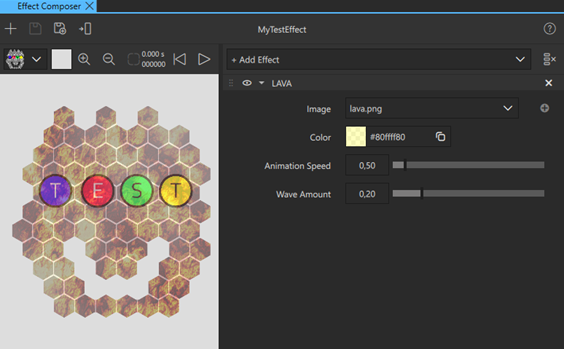 Effect Composer
MyTestEffect
0.000 s
000000
+ Add Effect
LAVA
Image
lava.png
Color
#80ffff80
Animation Speed
0,50
Wave Amount
0,20
T E S T